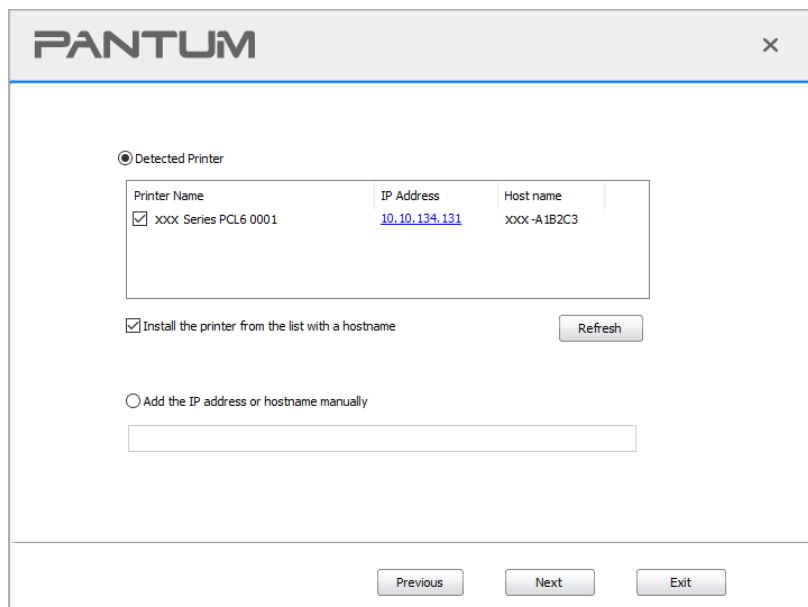 PANTUM
Detected Printer
Printer Name IP Address Host name
XXX Series PCL6 0001 10.10.134.131 XXX-A1B2C3
Install the printer from the list with a hostname Refresh
Add the IP address or hostname manually
Previous Next Exit